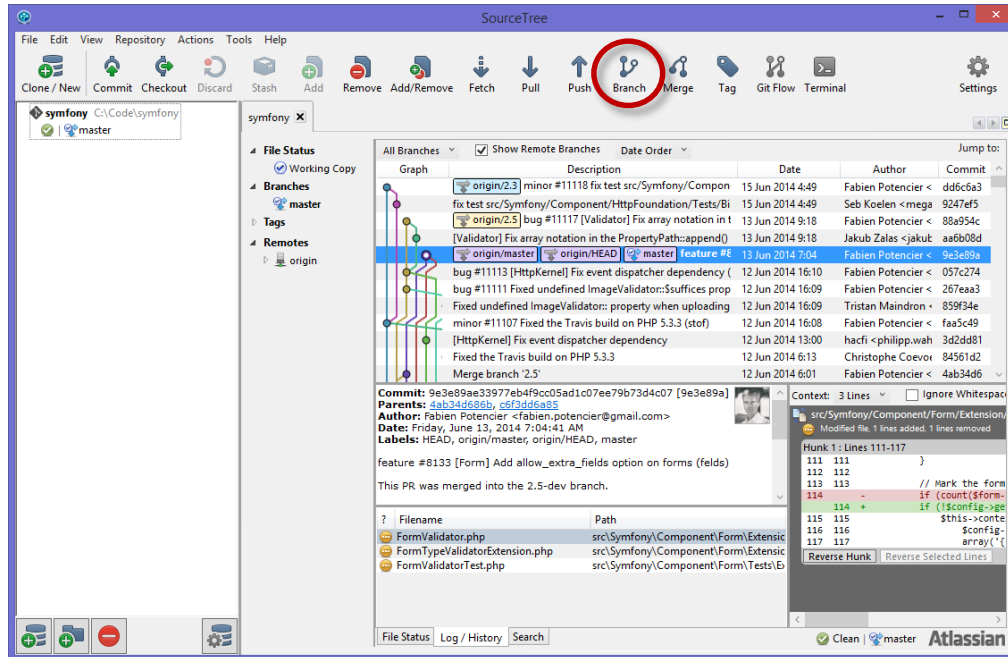 SourceTree
File Edit View Repository Actions Tools Help
Clone / New Commit Checkout Discard Stash Add Remove Add/Remove Fetch Pull Push Branch Merge Tag Git Flow Terminal Settings
symfony C:\Code\symfony
master
symfony
File Status
Working Copy
Branches
master
Tags
Remotes
origin
All Branches Show Remote Branches Date Order Jump to:
Graph Description Date Author Commit
origin/2.3 minor #11118 fix test src/Symfony/Compon 15 Jun 2014 4:49 Fabien Potencier < dd6c6a3
fix test src/Symfony/Component/HttpFoundation/Tests/Bi 15 Jun 2014 4:49 Seb Koelen <mega 9247ef5
origin/2.5 bug #11117 [Validator] Fix array notation in t 13 Jun 2014 9:18 Fabien Potencier < 88a954c
[Validator] Fix array notation in the PropertyPath::append() 13 Jun 2014 9:18 Jakub Zalas <jakub aa6b08d
origin/master origin/HEAD master feature #8 13 Jun 2014 7:04 Fabien Potencier < 9e3e89a
bug #11113 [HttpKernel] Fix event dispatcher dependency ( 12 Jun 2014 16:10 Fabien Potencier < 057c274
bug #11111 Fixed undefined ImageValidator::$suffices prop 12 Jun 2014 16:09 Fabien Potencier < 267eaa3
Fixed undefined ImageValidator:: property when uploading 12 Jun 2014 16:09 Tristan Maindron < 859f34e
minor #11107 Fixed the Travis build on PHP 5.3.3 (stof) 12 Jun 2014 16:08 Fabien Potencier < faa5c49
[HttpKernel] Fix event dispatcher dependency 12 Jun 2014 13:00 hacfi <philipp.wah 3d2dd81
Fixed the Travis build on PHP 5.3.3 12 Jun 2014 6:13 Christophe Coevoe 84561d2
Merge branch '2.5' 12 Jun 2014 6:01 Fabien Potencier < 4ab34d6
Commit: 9e3e89ae33977eb4f9cc05ad1c07ee79b73d4c07 [9e3e89a]
Parents: 4ab34d686b, c6f3dd6a85
Author: Fabien Potencier <fabien.potencier@gmail.com>
Date: Friday, June 13, 2014 7:04:41 AM
Labels: HEAD, origin/master, origin/HEAD, master
feature #8133 [Form] Add allow_extra_fields option on forms (felds)
This PR was merged into the 2.5-dev branch.
? Filename Path
FormValidator.php src\Symfony\Component\Form\Extensic
FormTypeValidatorExtension.php src\Symfony\Component\Form\Extensic
FormValidatorTest.php src\Symfony\Component\Form\Tests\Ex
Context: 3 Lines Ignore Whitespac
src/Symfony/Component/Form/Extension/
Modified file, 1 lines added, 1 lines removed
Hunk 1 : Lines 111-117
111 111 }
112 112
113 113 // Mark the form
114 - if (count($form-
114 + if (!$config->ge
115 115 $this->conte
116 116 $config-
117 117 array('{
Reverse Hunk Reverse Selected Lines
File Status Log / History Search
Clean | master Atlassian